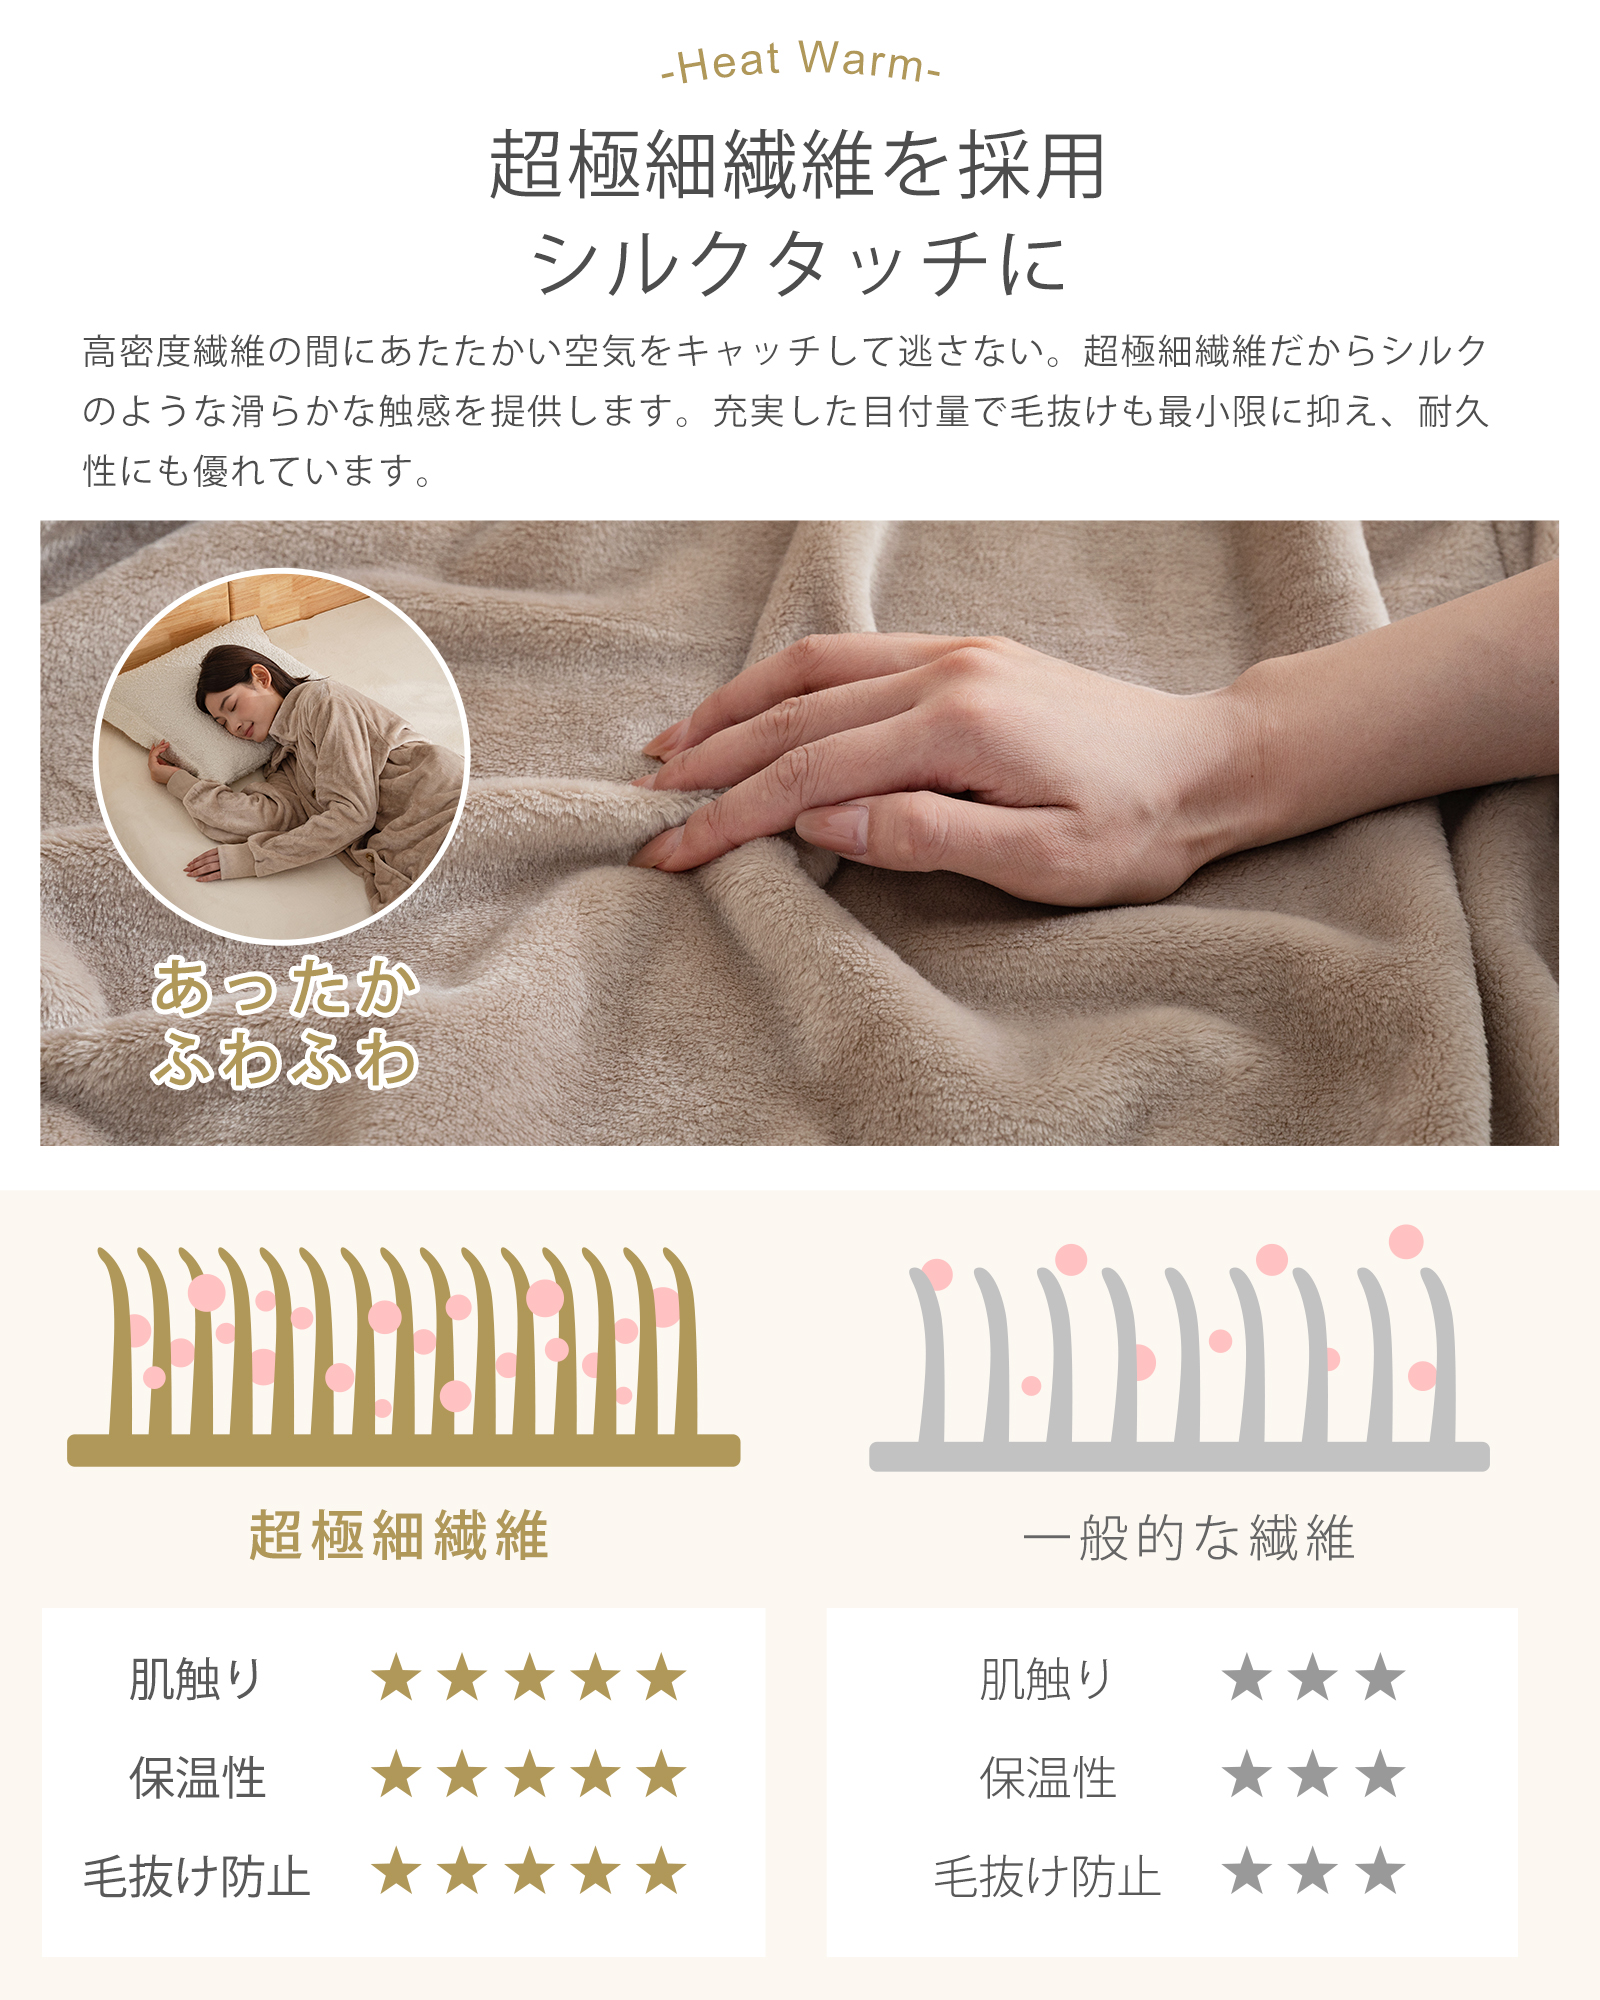 -Heat Warm-
超極細繊維を採用
シルクタッチに
高密度繊維の間にあたたかい空気をキャッチして逃さない。超極細繊維だからシルク
のような滑らかな触感を提供します。充実した目付量で毛抜けも最小限に抑え、耐久
性にも優れています。
あったか
ふわふわ
超極細繊維
一般的な繊維
肌触り ★★★★★
保温性 ★★★★★
毛抜け防止 ★★★★★
肌触り ★★★
保温性 ★★★
毛抜け防止 ★★★